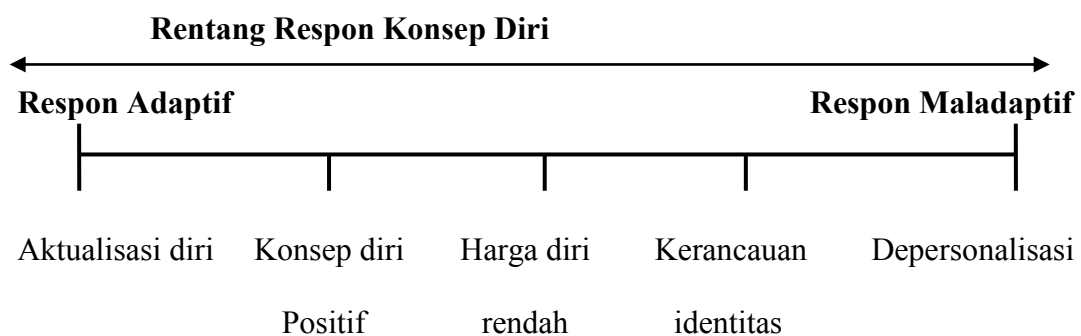 Rentang Respon Konsep Diri
Respon Adaptif Respon Maladaptif
Aktualisasi diri Konsep diri Harga diri Kerancauan Depersonalisasi
Positif rendah identitas